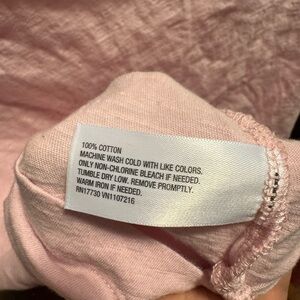 100% COTTON
MACHINE WASH COLD WITH LIKE COLORS.
ONLY NON-CHLORINE BLEACH IF NEEDED.
TUMBLE DRY LOW. REMOVE PROMPTLY.
WARM IRON IF NEEDED.
RN17730 VN1107216